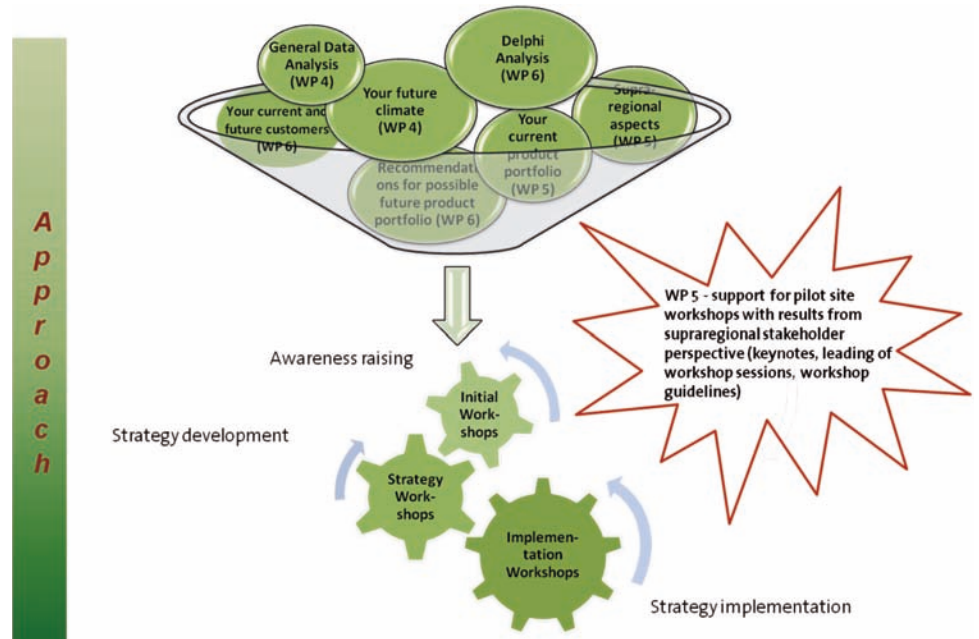 Approach
General Data
Analysis
(WP 4)
Delphi
Analysis
(WP 6)
Your current and
future customers
(WP 6)
Your future
climate
(WP 4)
Your
current
product
portfolio
(WP 5)
Supra-
regional
aspects
(WP 5)
Recommendati
ons for possible
future product
portfolio (WP 6)
WP 5 - support for pilot site
workshops with results from
supraregional stakeholder
perspective (keynotes, leading of
workshop sessions, workshop
guidelines)
Awareness raising
Initial
Work-
shops
Strategy development
Strategy
Work-
shops
Implemen-
tation
Workshops
Strategy implementation